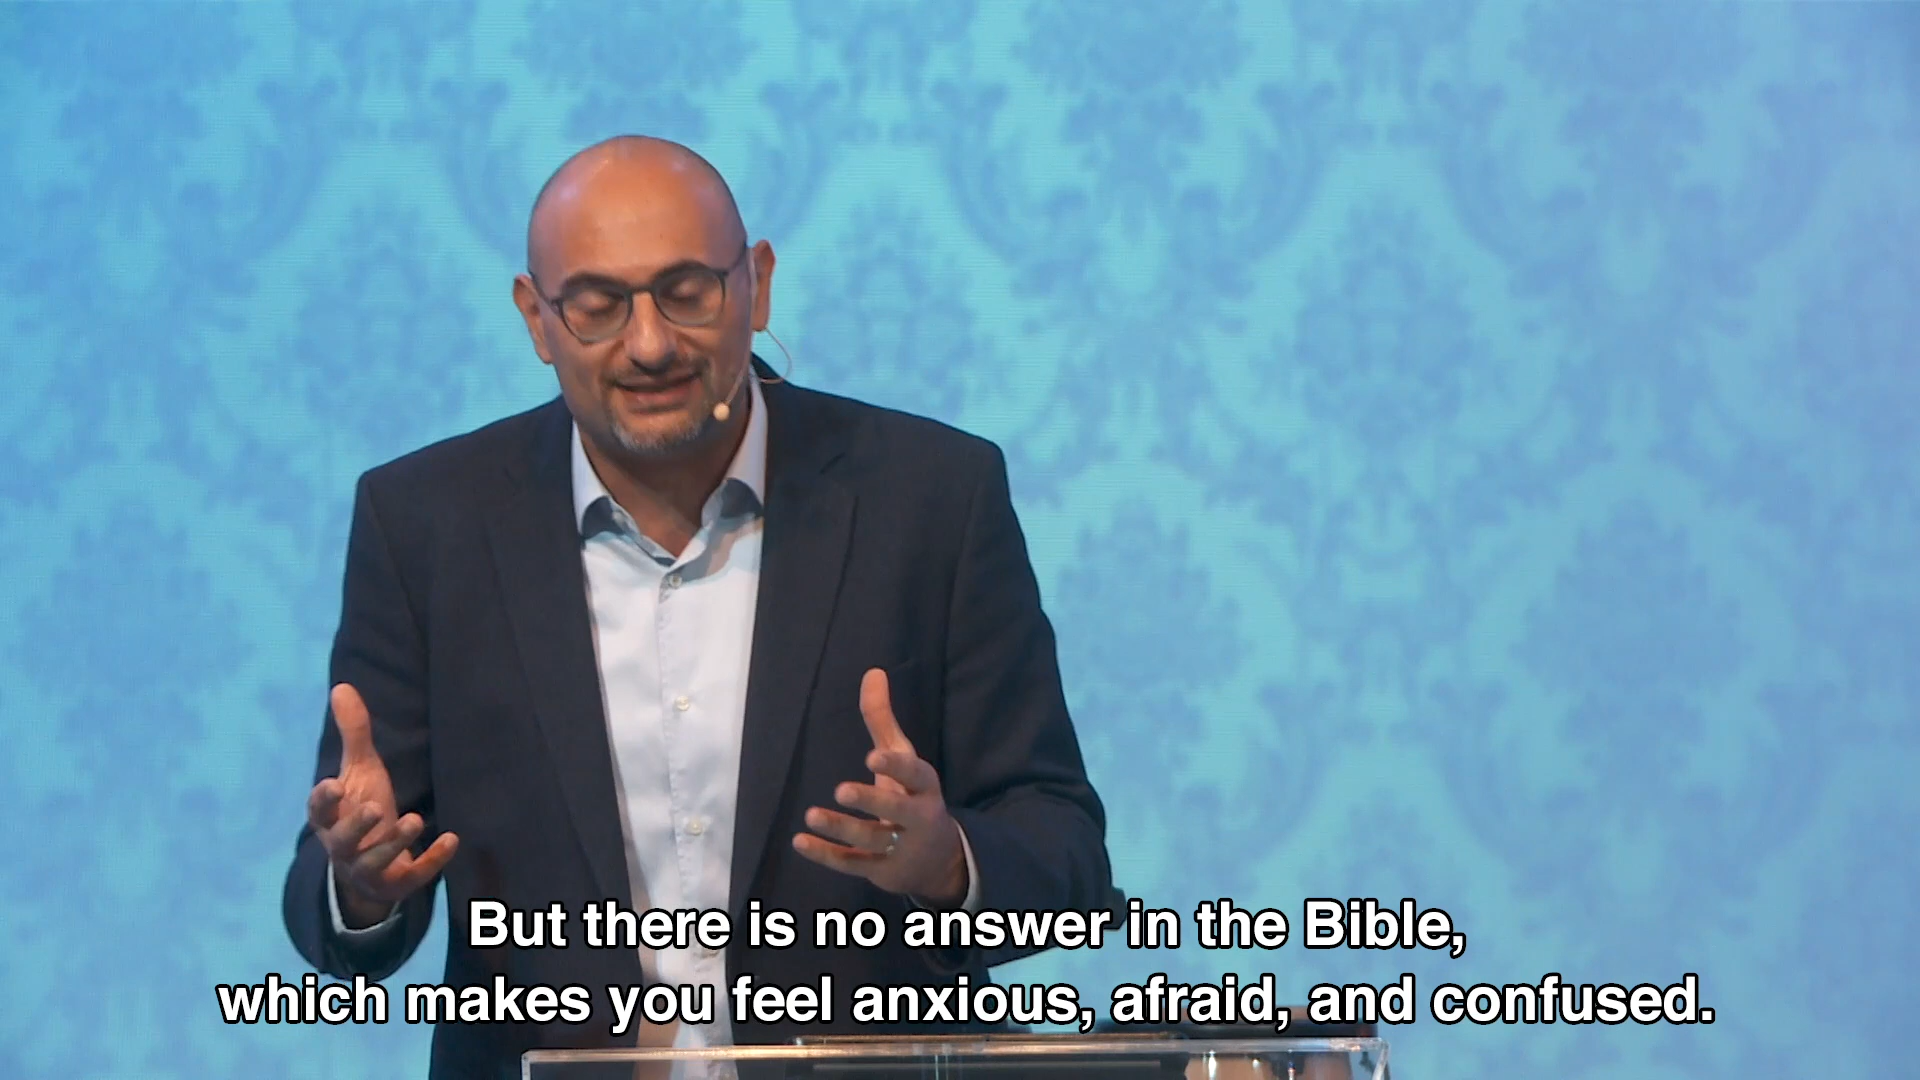 But there is no answer in the Bible,
which makes you feel anxious, afraid, and confused.